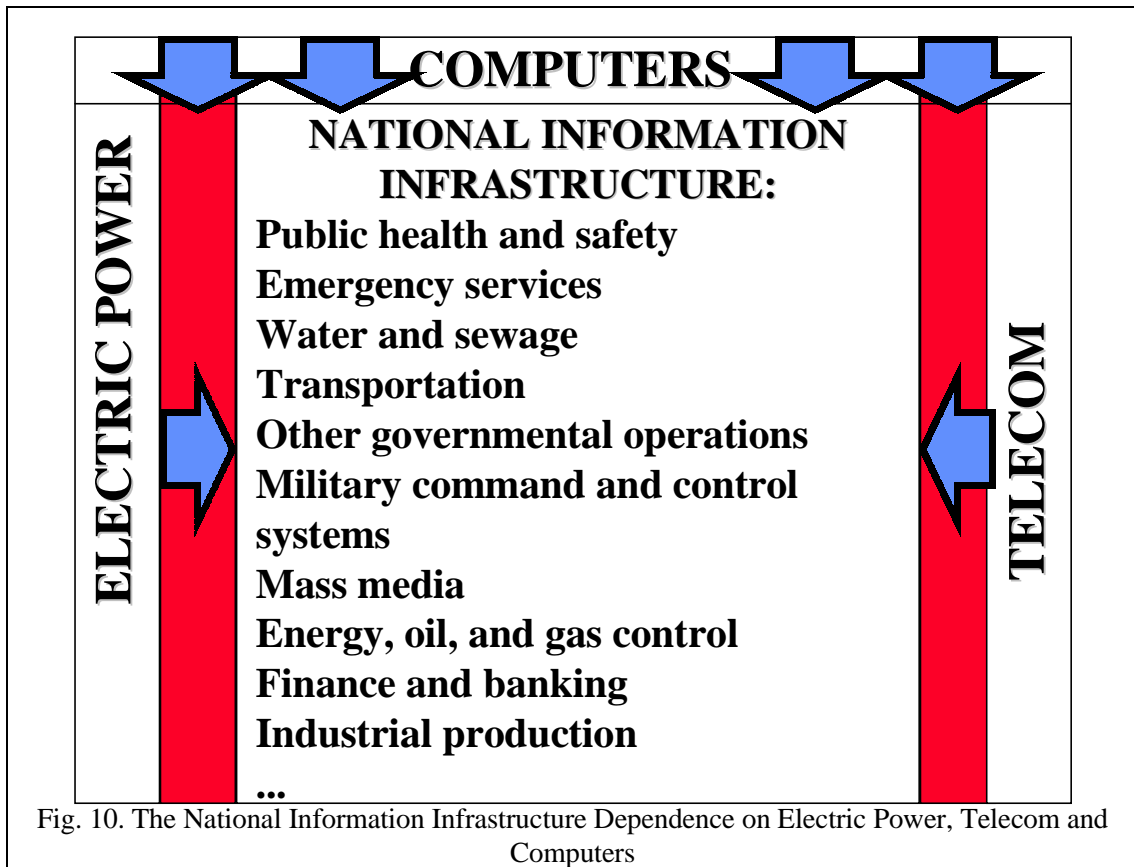 COMPUTERS
ELECTRIC POWER
NATIONAL INFORMATION
INFRASTRUCTURE:
Public health and safety
Emergency services
Water and sewage
Transportation
Other governmental operations
Military command and control
systems
Mass media
Energy, oil, and gas control
Finance and banking
Industrial production
...
TELECOM
Fig. 10. The National Information Infrastructure Dependence on Electric Power, Telecom and
Computers